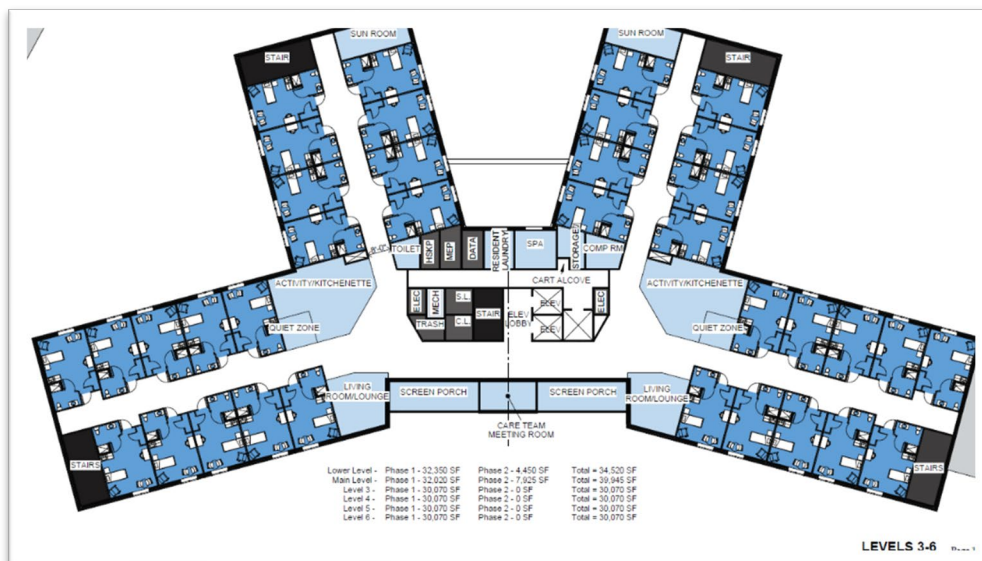 SUN ROOM
SUN ROOM
STAIR
STAIR
TOILET
HSKP
MEP
DATA
RESIDENT LAUNDRY
SPA
STORAGE
COMP RM
CART ALCOVE
ACTIVITY/KITCHENETTE
ACTIVITY/KITCHENETTE
ELEC
MECH
S.L.
STAIR
ELEV LOBBY
ELEV
ELEC
TRASH
C.L.
ELEV
QUIET ZONE
QUIET ZONE
LIVING ROOM/LOUNGE
SCREEN PORCH
SCREEN PORCH
LIVING ROOM/LOUNGE
CARE TEAM
MEETING ROOM
STAIRS
STAIRS
Lower Level - Phase 1 - 32,350 SF Phase 2 - 4,450 SF Total = 34,520 SF
Main Level - Phase 1 - 32,020 SF Phase 2 - 7,925 SF Total = 39,945 SF
Level 3 - Phase 1 - 30,070 SF Phase 2 - 0 SF Total = 30,070 SF
Level 4 - Phase 1 - 30,070 SF Phase 2 - 0 SF Total = 30,070 SF
Level 5 - Phase 1 - 30,070 SF Phase 2 - 0 SF Total = 30,070 SF
Level 6 - Phase 1 - 30,070 SF Phase 2 - 0 SF Total = 30,070 SF
LEVELS 3-6